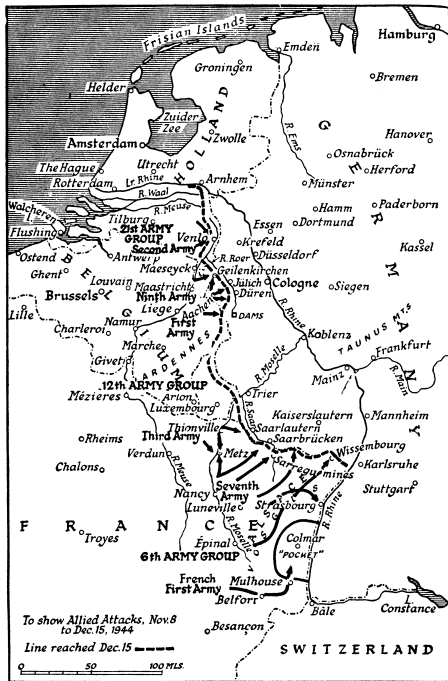 Frisian Islands
Hamburg
Emden
Groningen
Bremen
Helder
Zuider
Zee
Zwolle
R. Ems
Hanover
Amsterdam
HOLLAND
GERMANY
Osnabrück
Herford
The Hague
Utrecht
Lr. Rhine
Arnhem
Münster
Rotterdam
R. Waal
R. Meuse
Hamm
Paderborn
Walcheren I.
Tilburg
Essen
Dortmund
Flushing
21ST ARMY
GROUP
Venlo
Krefeld
Kassel
Second Army
R. Roer
Düsseldorf
Ostend
Antwerp
Geilenkirchen
Ghent
Maeseyck
BELGIUM
Louvain
Maastricht
Jülich
Cologne
Siegen
Brussels
Ninth Army
Düren
Aachen
Lille
Liege
First
Army
DAMS
R. Rhine
TAUNUS MTS
Namur
Charleroi
Koblenz
Marche
ARDENNES
Frankfurt
Givet
R. Moselle
Mainz
R. Main
12TH ARMY GROUP
Trier
Mézières
Arlon
Luxembourg
R. Saar
Kaiserslautern
Mannheim
Thionville
Saarlautern
Rheims
Third Army
Saarbrücken
Wissembourg
Verdun
Metz
Karlsruhe
Chalons
R. Meuse
Sarreguemines
Stuttgart
Seventh
Army
Strasbourg
Nancy
Luneville
VOSGES
R. Rhine
FRANCE
R. Moselle
Troyes
Colmar
Épinal
"POCKET"
6TH ARMY GROUP
French
First Army
Mulhouse
Belfort
To show Allied Attacks, Nov. 8
to Dec. 15, 1944
Bâle
L.
Constance
Besançon
Line reached Dec. 15
SWITZERLAND
0 50 100 MLS.